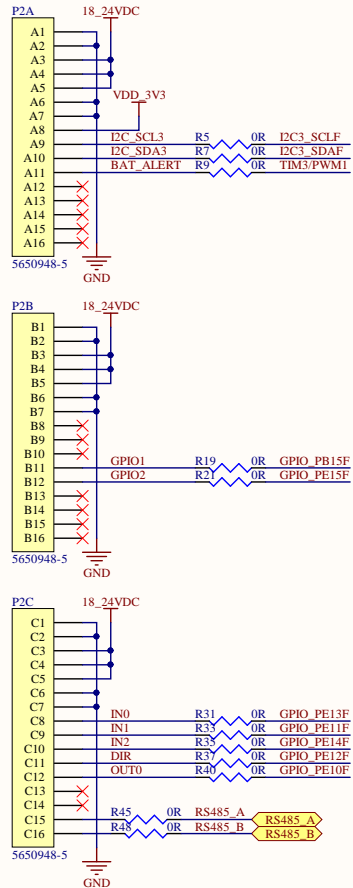 P2A 18_24VDC
A1
A2
A3
A4
A5
A6 VDD_3V3
A7
A8
A9 I2C_SCL3 R5 0R I2C3_SCLF
A10 I2C_SDA3 R7 0R I2C3_SDAF
A11 BAT_ALERT R9 0R TIM3/PWM1
A12
A13
A14
A15
A16
5650948-5
GND
P2B 18_24VDC
B1
B2
B3
B4
B5
B6
B7
B8
B9
B10
B11 GPIO1 R19 0R GPIO_PB15F
B12 GPIO2 R21 0R GPIO_PE15F
B13
B14
B15
B16
5650948-5
GND
P2C 18_24VDC
C1
C2
C3
C4
C5
C6
C7
C8 IN0 R31 0R GPIO_PE13F
C9 IN1 R33 0R GPIO_PE11F
C10 IN2 R35 0R GPIO_PE14F
C11 DIR R37 0R GPIO_PE12F
C12 OUT0 R40 0R GPIO_PE10F
C13
C14
C15 R45 0R RS485_A RS485_A
C16 R48 0R RS485_B RS485_B
5650948-5
GND